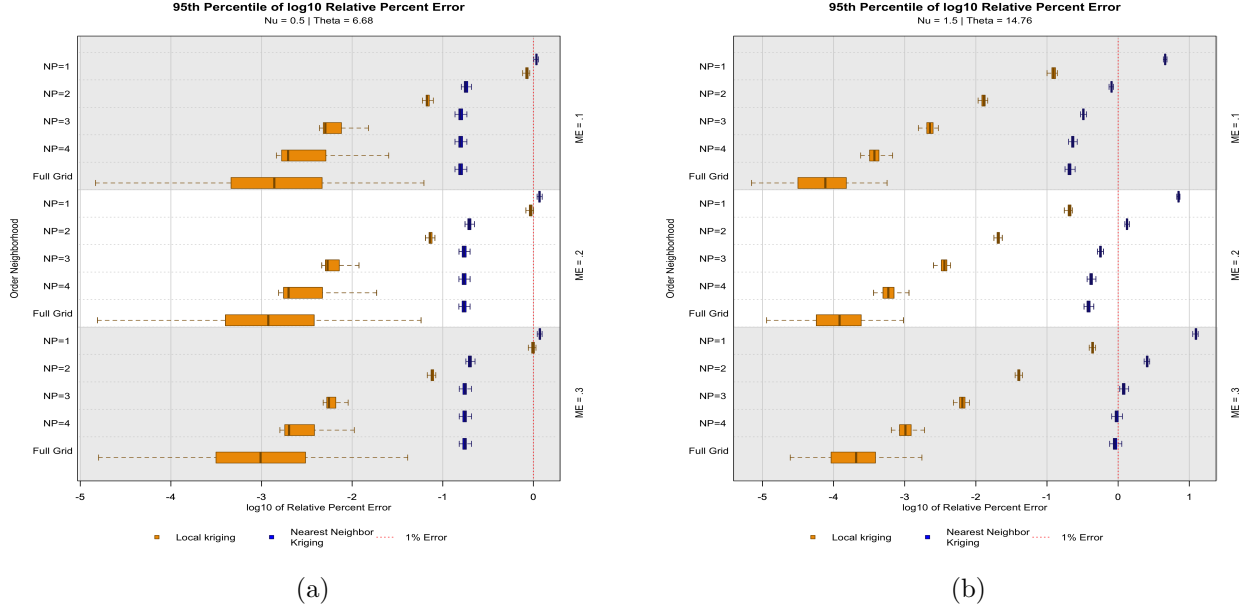 95th Percentile of log10 Relative Percent Error
Nu = 0.5 | Theta = 6.68
Order Neighborhood
NP=1
NP=2
NP=3
NP=4
Full Grid
ME = .1
NP=1
NP=2
NP=3
NP=4
Full Grid
ME = .2
NP=1
NP=2
NP=3
NP=4
Full Grid
ME = .3
-5 -4 -3 -2 -1 0
log10 of Relative Percent Error
Local kriging Nearest Neighbor Kriging 1% Error
(a)
95th Percentile of log10 Relative Percent Error
Nu = 1.5 | Theta = 14.76
Order Neighborhood
NP=1
NP=2
NP=3
NP=4
Full Grid
ME = .1
NP=1
NP=2
NP=3
NP=4
Full Grid
ME = .2
NP=1
NP=2
NP=3
NP=4
Full Grid
ME = .3
-5 -4 -3 -2 -1 0 1
log10 of Relative Percent Error
Local kriging Nearest Neighbor Kriging 1% Error
(b)